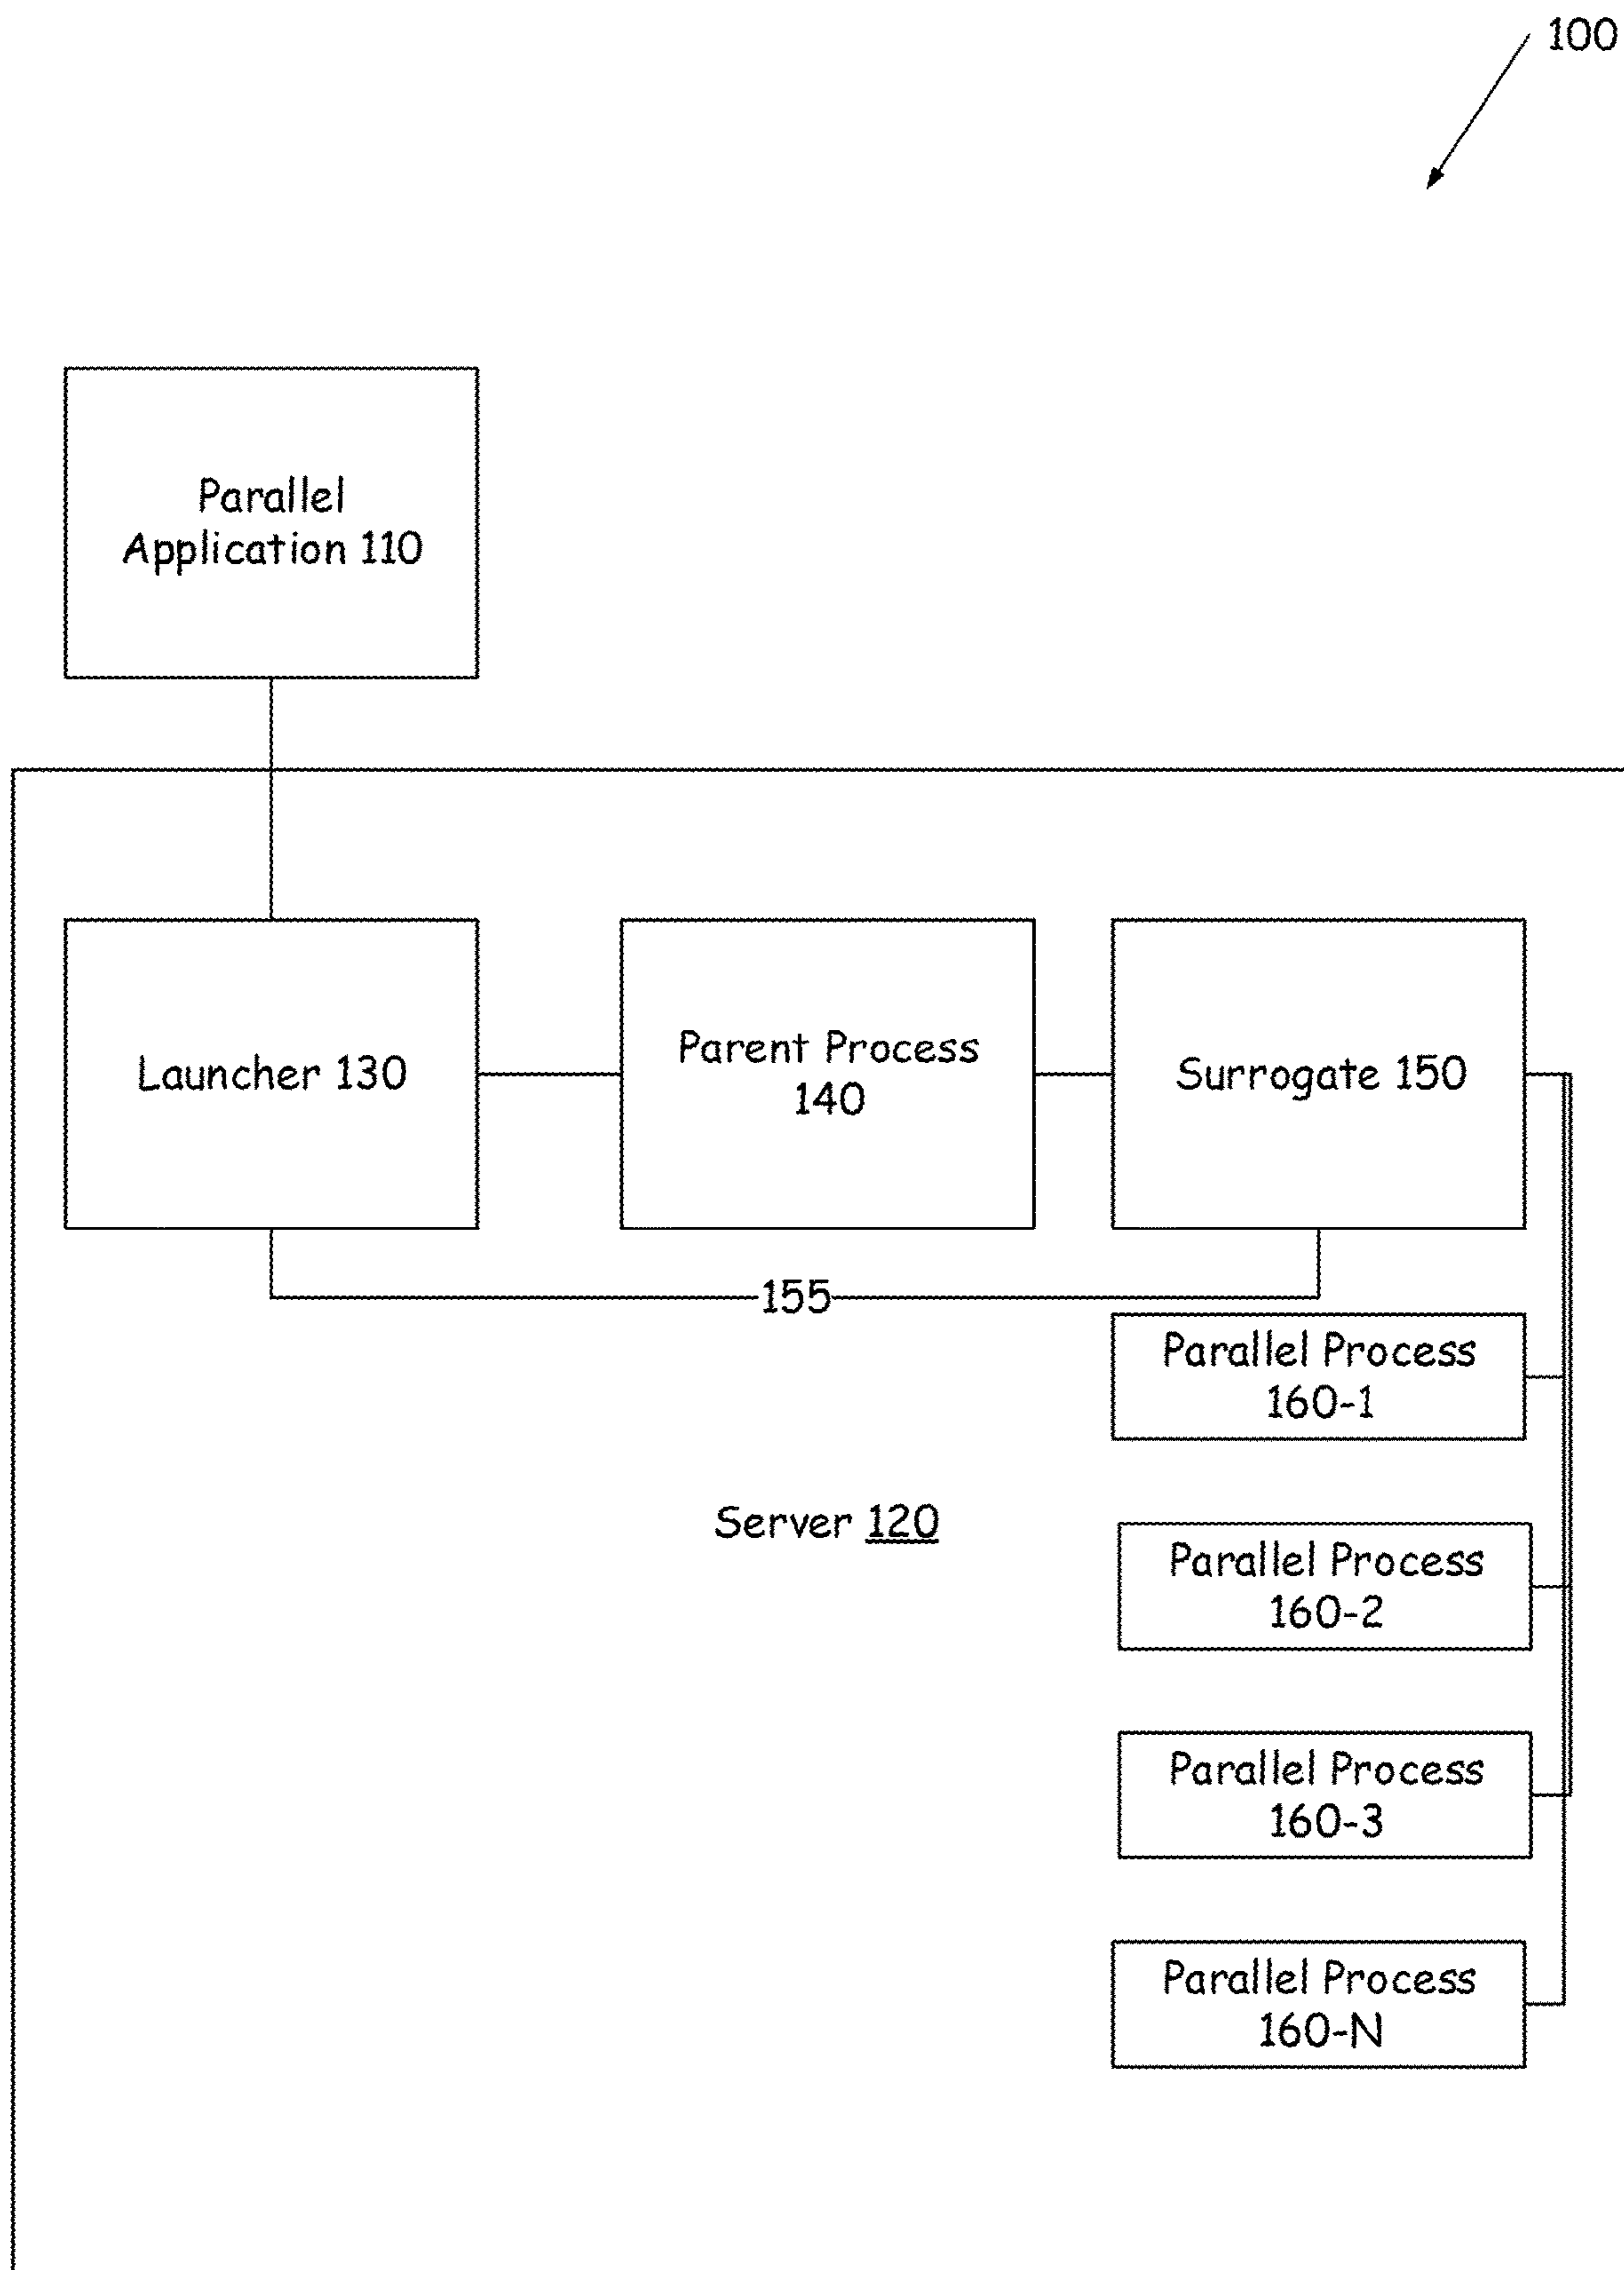 100
Parallel
Application 110
Launcher 130
Parent Process
140
Surrogate 150
155
Parallel Process
160-1
Server 120
Parallel Process
160-2
Parallel Process
160-3
Parallel Process
160-N